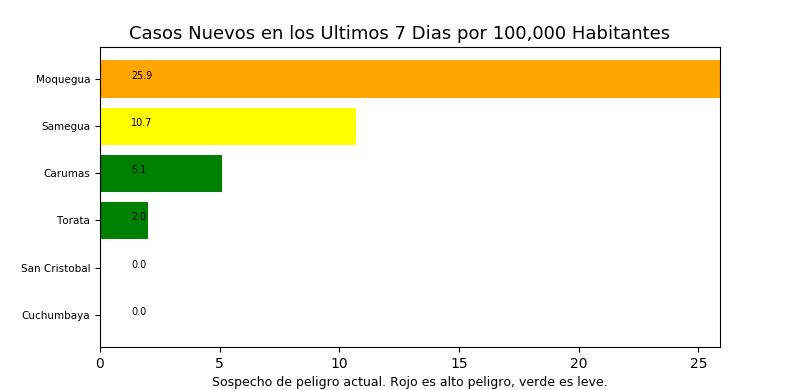 Casos Nuevos en los Ultimos 7 Dias por 100,000 Habitantes
Moquegua 25.9
Samegua 10.7
Carumas 5.1
Torata 2.0
San Cristobal 0.0
Cuchumbaya 0.0
0 5 10 15 20 25
Sospecho de peligro actual. Rojo es alto peligro, verde es leve.